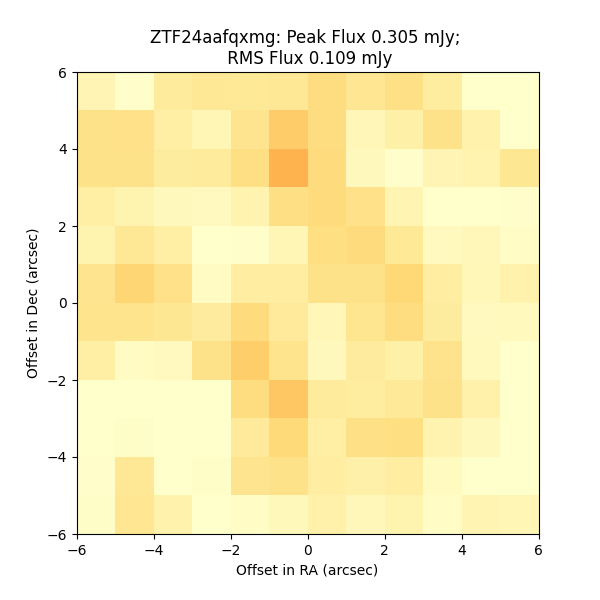 ZTF24aafqxmg: Peak Flux 0.305 mJy;
RMS Flux 0.109 mJy
6
4
2
0
−2
−4
−6
Offset in Dec (arcsec)
−6 −4 −2 0 2 4 6
Offset in RA (arcsec)